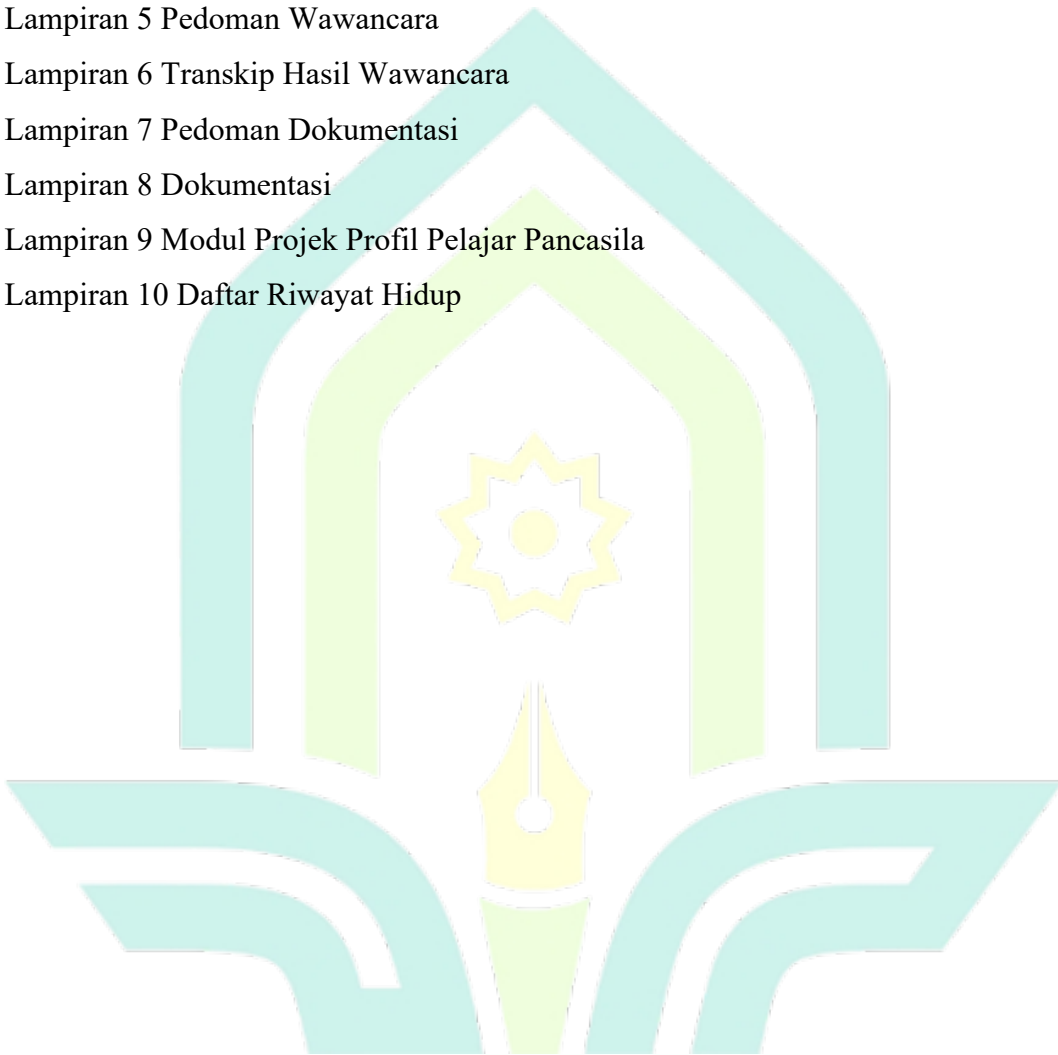 Lampiran 5 Pedoman Wawancara
Lampiran 6 Transkip Hasil Wawancara
Lampiran 7 Pedoman Dokumentasi
Lampiran 8 Dokumentasi
Lampiran 9 Modul Projek Profil Pelajar Pancasila
Lampiran 10 Daftar Riwayat Hidup